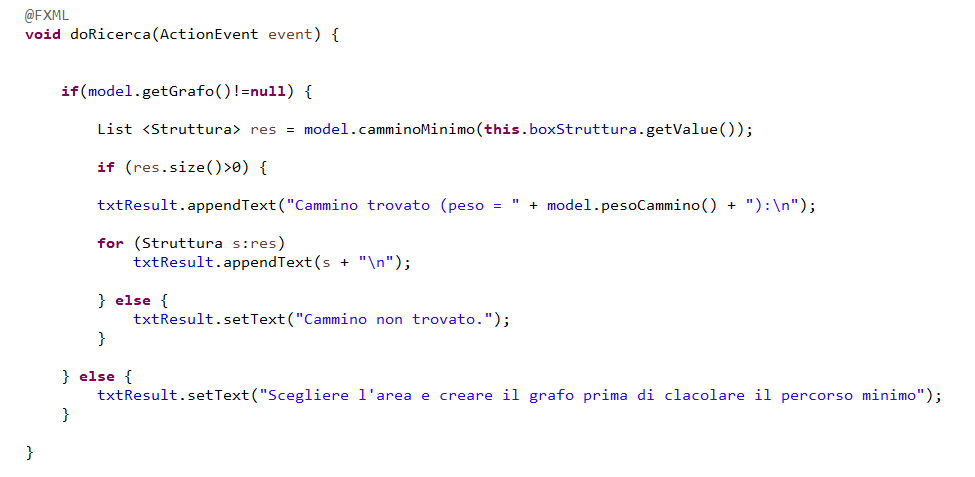 @FXML
void doRicerca(ActionEvent event) {
if(model.getGrafo()!=null) {
List <Struttura> res = model.camminoMinimo(this.boxStruttura.getValue());
if (res.size()>0) {
txtResult.appendText("Cammino trovato (peso = " + model.pesoCammino() + "):\n");
for (Struttura s:res)
txtResult.appendText(s + "\n");
} else {
txtResult.setText("Cammino non trovato.");
}
} else {
txtResult.setText("Scegliere l'area e creare il grafo prima di clacolare il percorso minimo");
}
}